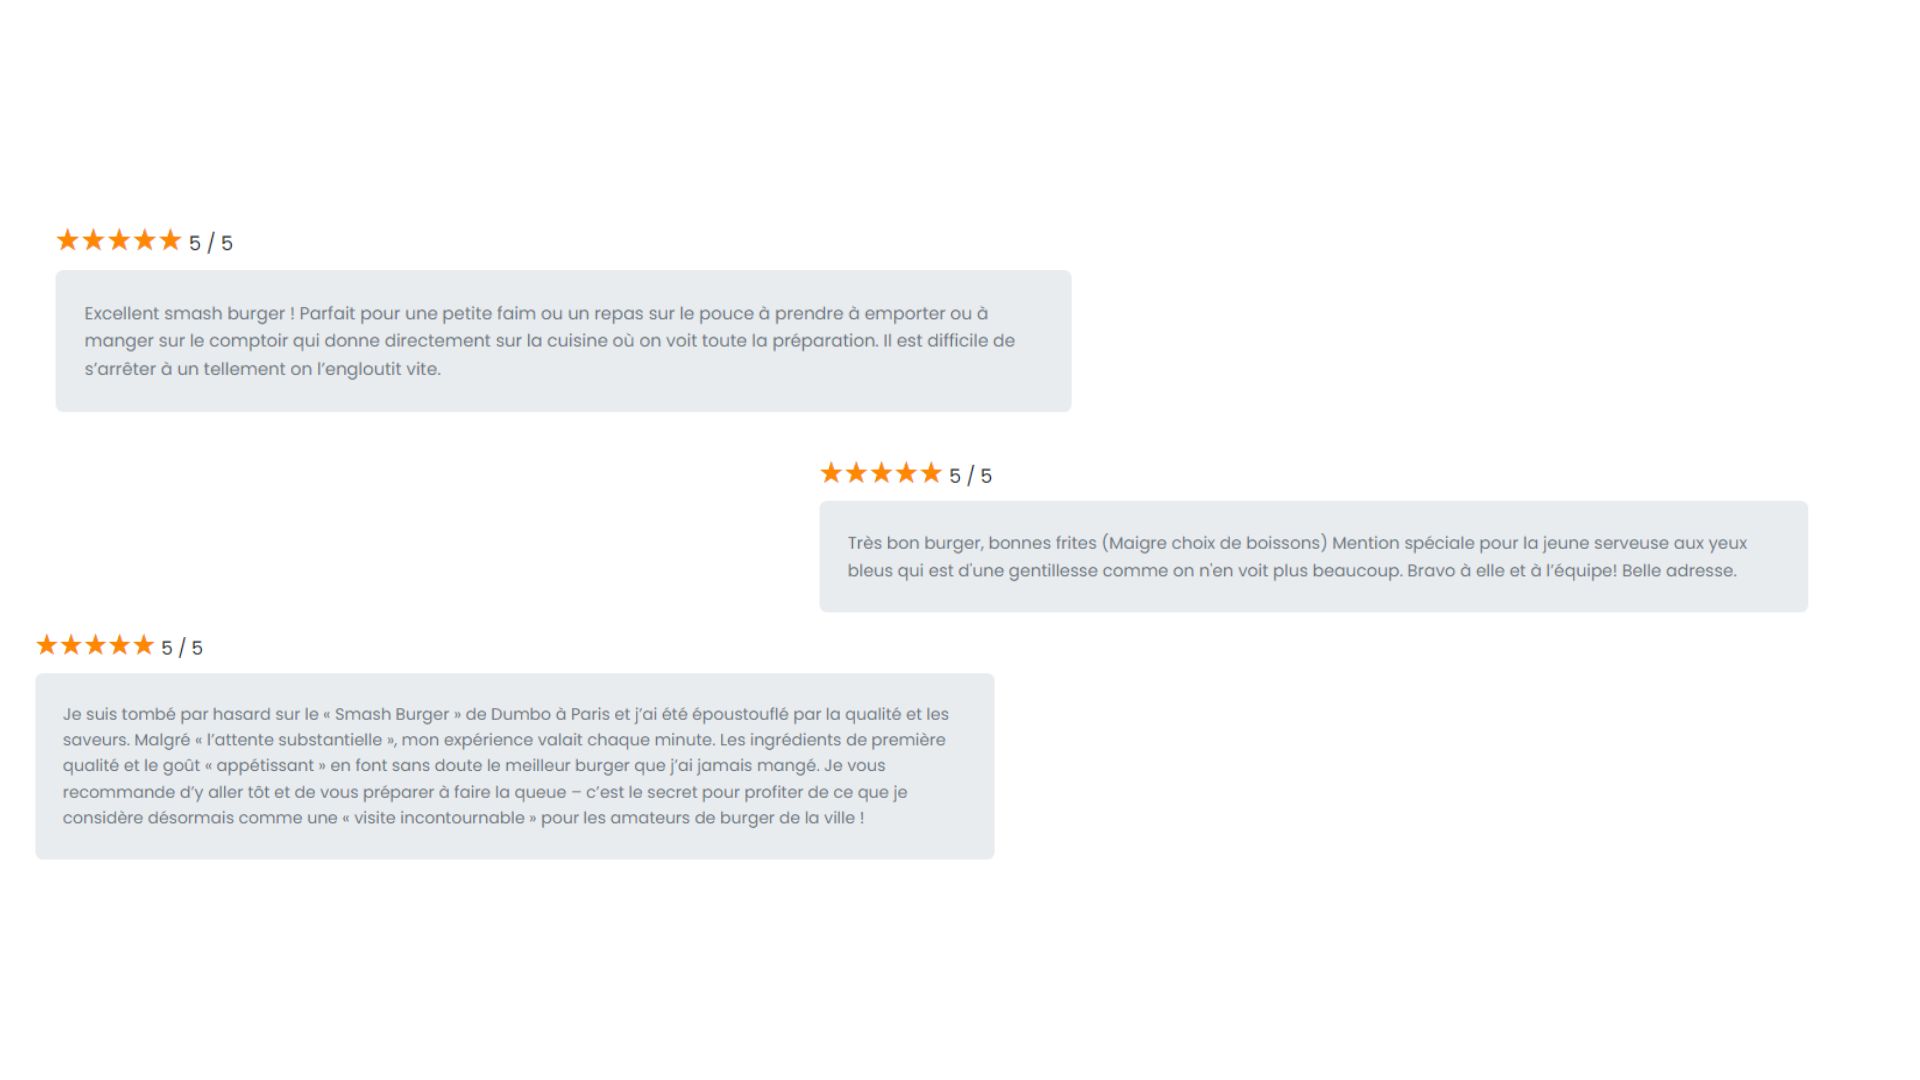 ★★★★★ 5 / 5
Excellent smash burger ! Parfait pour une petite faim ou un repas sur le pouce à prendre à emporter ou à
manger sur le comptoir qui donne directement sur la cuisine où on voit toute la préparation. Il est difficile de
s’arrêter à un tellement on l’engloutit vite.
★★★★★ 5 / 5
Très bon burger, bonnes frites (Maigre choix de boissons) Mention spéciale pour la jeune serveuse aux yeux
bleus qui est d'une gentillesse comme on n'en voit plus beaucoup. Bravo à elle et à l’équipe! Belle adresse.
★★★★★ 5 / 5
Je suis tombé par hasard sur le « Smash Burger » de Dumbo à Paris et j’ai été époustouflé par la qualité et les
saveurs. Malgré « l’attente substantielle », mon expérience valait chaque minute. Les ingrédients de première
qualité et le goût « appétissant » en font sans doute le meilleur burger que j’ai jamais mangé. Je vous
recommande d’y aller tôt et de vous préparer à faire la queue – c’est le secret pour profiter de ce que je
considère désormais comme une « visite incontournable » pour les amateurs de burger de la ville !